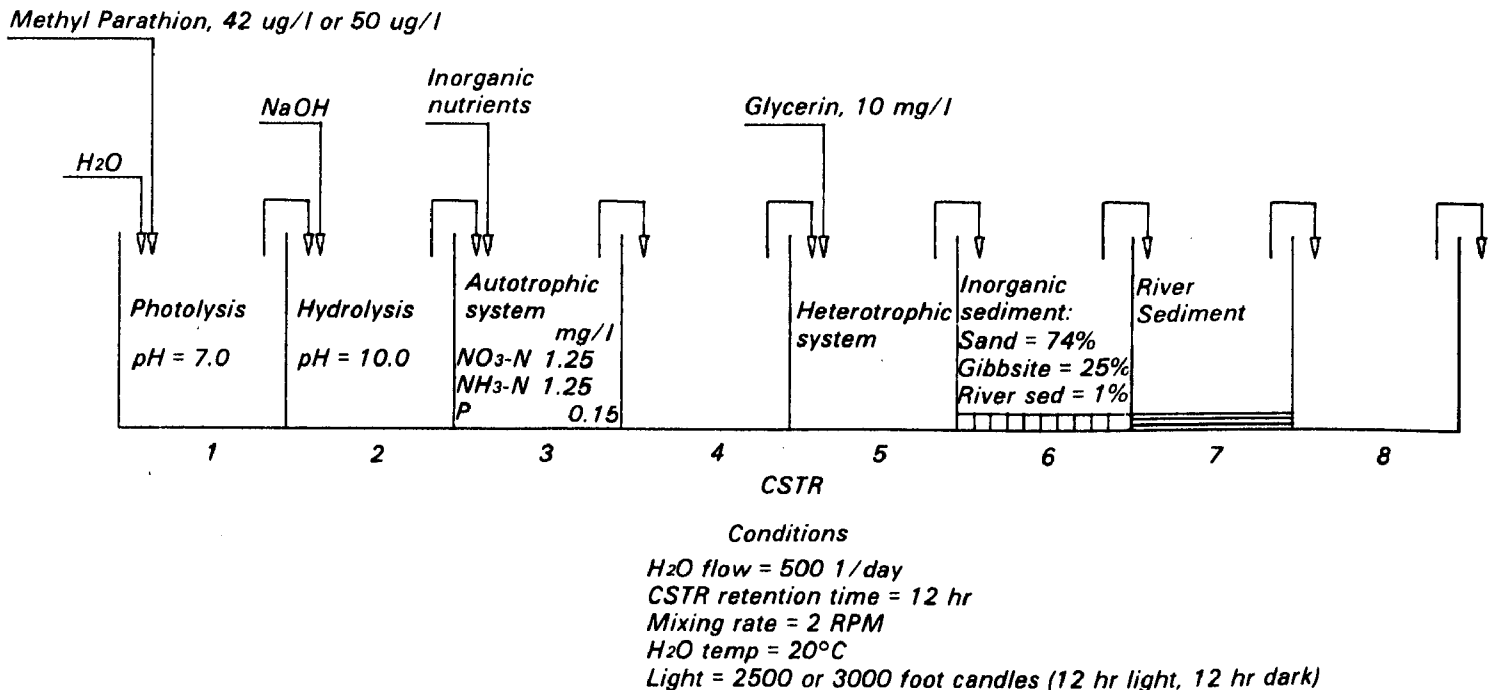 Methyl Parathion, 42 ug/l or 50 ug/l
H2O
NaOH
Inorganic
nutrients
Glycerin, 10 mg/l
Photolysis
pH = 7.0
Hydrolysis
pH = 10.0
Autotrophic
system
mg/l
NO3-N 1.25
NH3-N 1.25
P 0.15
Heterotrophic
system
Inorganic
sediment:
Sand = 74%
Gibbsite = 25%
River sed = 1%
River
Sediment
1 2 3 4 5 6 7 8
CSTR
Conditions
H2O flow = 500 1/day
CSTR retention time = 12 hr
Mixing rate = 2 RPM
H2O temp = 20°C
Light = 2500 or 3000 foot candles (12 hr light, 12 hr dark)